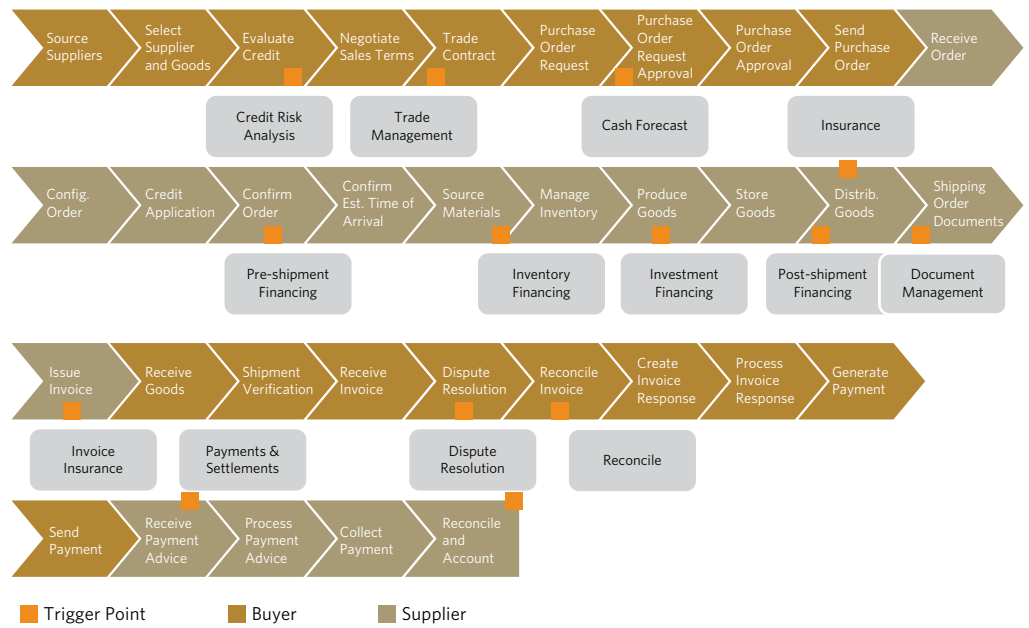 Source
Suppliers
Select
Supplier
and Goods
Evaluate
Credit
Negotiate
Sales Terms
Trade
Contract
Purchase
Order
Request
Purchase
Order
Request
Approval
Purchase
Order
Approval
Send
Purchase
Order
Receive
Order
Credit Risk
Analysis
Trade
Management
Cash Forecast
Insurance
Config.
Order
Credit
Application
Confirm
Order
Confirm
Est. Time of
Arrival
Source
Materials
Manage
Inventory
Produce
Goods
Store
Goods
Distrib.
Goods
Shipping
Order
Documents
Pre-shipment
Financing
Inventory
Financing
Investment
Financing
Post-shipment
Financing
Document
Management
Issue
Invoice
Receive
Goods
Shipment
Verification
Receive
Invoice
Dispute
Resolution
Reconcile
Invoice
Create
Invoice
Response
Process
Invoice
Response
Generate
Payment
Invoice
Insurance
Payments &
Settlements
Dispute
Resolution
Reconcile
Send
Payment
Receive
Payment
Advice
Process
Payment
Advice
Collect
Payment
Reconcile
and
Account
Trigger Point
Buyer
Supplier